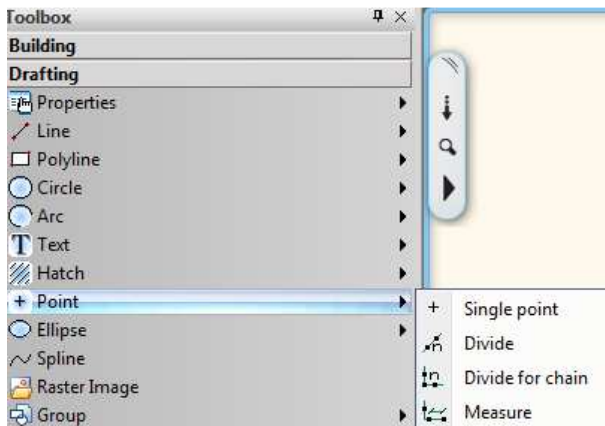 Toolbox
Building
Drafting
Properties
Line
Polyline
Circle
Arc
Text
Hatch
Point
Ellipse
Spline
Raster Image
Group
Single point
Divide
Divide for chain
Measure